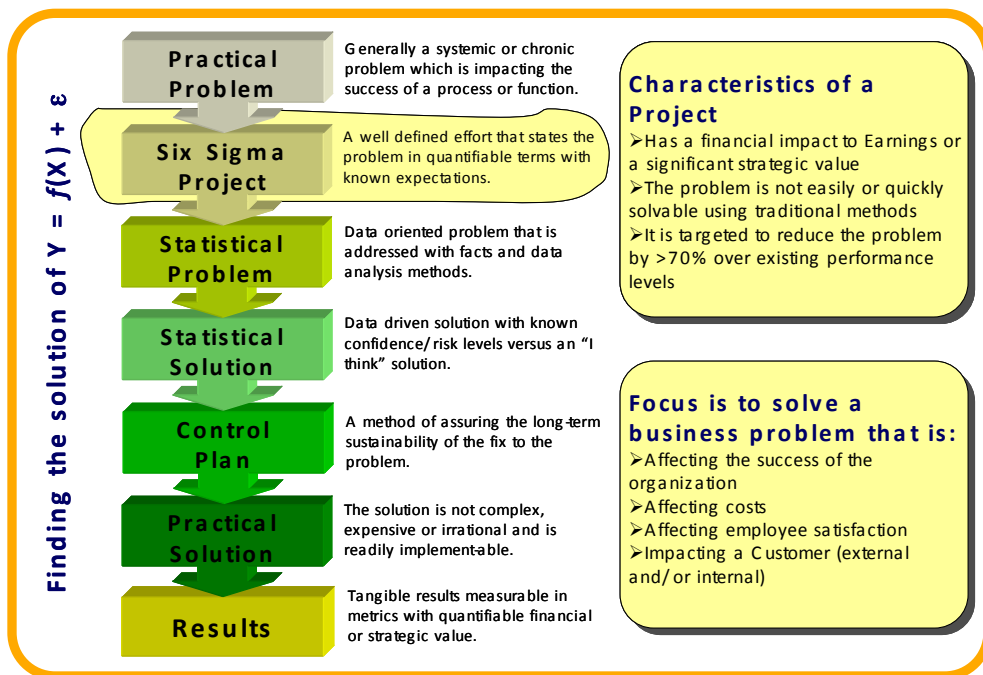 Finding the solution of Y = f(X) + ε
Practical
Problem
Generally a systemic or chronic
problem which is impacting the
success of a process or function.
Six Sigma
Project
A well defined effort that states the
problem in quantifiable terms with
known expectations.
Statistical
Problem
Data oriented problem that is
addressed with facts and data
analysis methods.
Statistical
Solution
Data driven solution with known
confidence/risk levels versus an “I
think” solution.
Control
Plan
A method of assuring the long-term
sustainability of the fix to the
problem.
Practical
Solution
The solution is not complex,
expensive or irrational and is
readily implement-able.
Results
Tangible results measurable in
metrics with quantifiable financial
or strategic value.
Characteristics of a
Project
➢Has a financial impact to Earnings or
a significant strategic value
➢The problem is not easily or quickly
solvable using traditional methods
➢It is targeted to reduce the problem
by >70% over existing performance
levels
Focus is to solve a
business problem that is:
➢Affecting the success of the
organization
➢Affecting costs
➢Affecting employee satisfaction
➢Impacting a Customer (external
and/or internal)